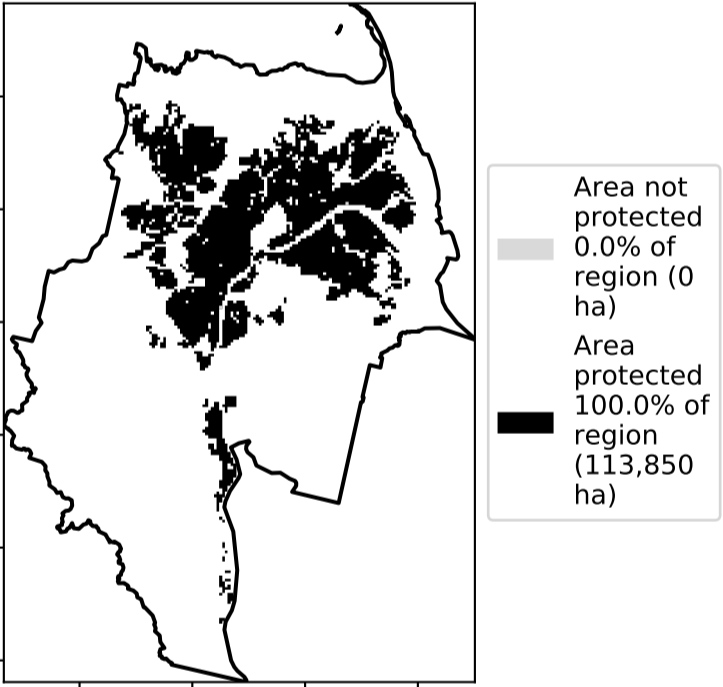 Area not
protected
0.0% of
region (0
ha)
Area
protected
100.0% of
region
(113,850
ha)